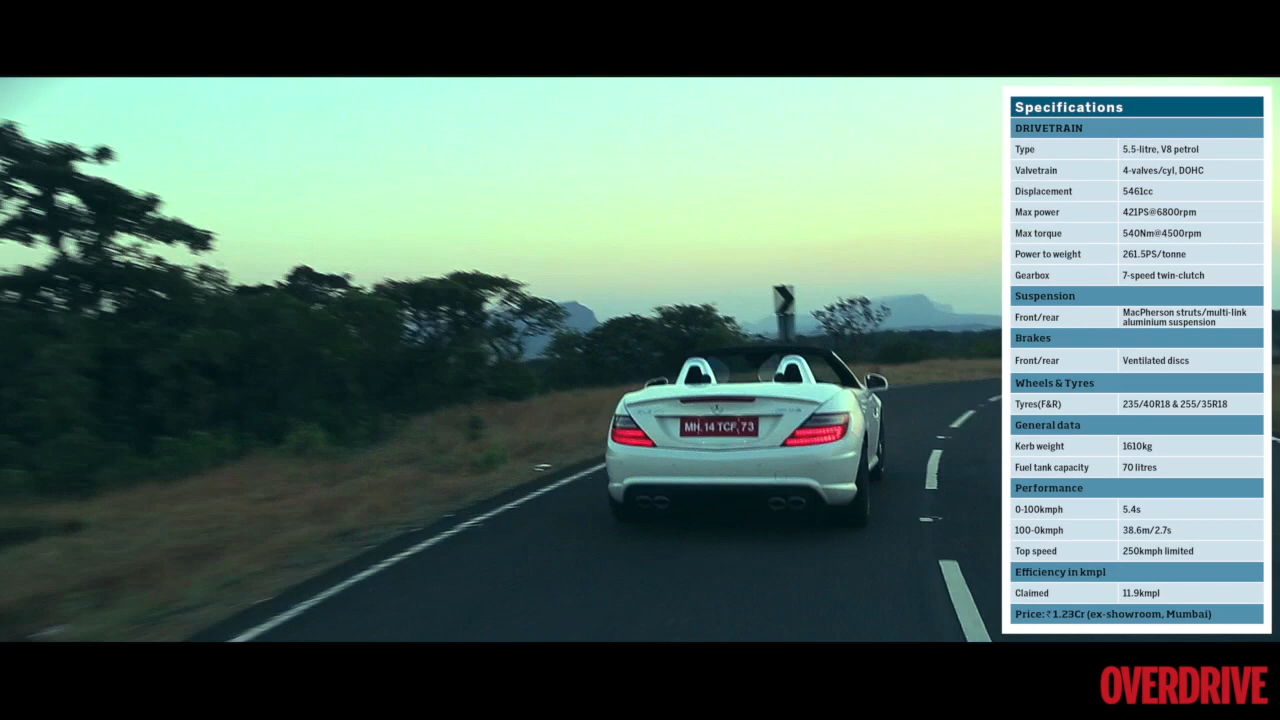 MH 14 TCF 73
Specifications
DRIVETRAIN
Type 5.5-litre, V8 petrol
Valvetrain 4-valves/cyl, DOHC
Displacement 5461cc
Max power 421PS@6800rpm
Max torque 540Nm@4500rpm
Power to weight 261.5PS/tonne
Gearbox 7-speed twin-clutch
Suspension
Front/rear MacPherson struts/multi-link
aluminium suspension
Brakes
Front/rear Ventilated discs
Wheels & Tyres
Tyres(F&R) 235/40R18 & 255/35R18
General data
Kerb weight 1610kg
Fuel tank capacity 70 litres
Performance
0-100kmph 5.4s
100-0kmph 38.6m/2.7s
Top speed 250kmph limited
Efficiency in kmpl
Claimed 11.9kmpl
Price: ₹ 1.23Cr (ex-showroom, Mumbai)
OVERDRIVE